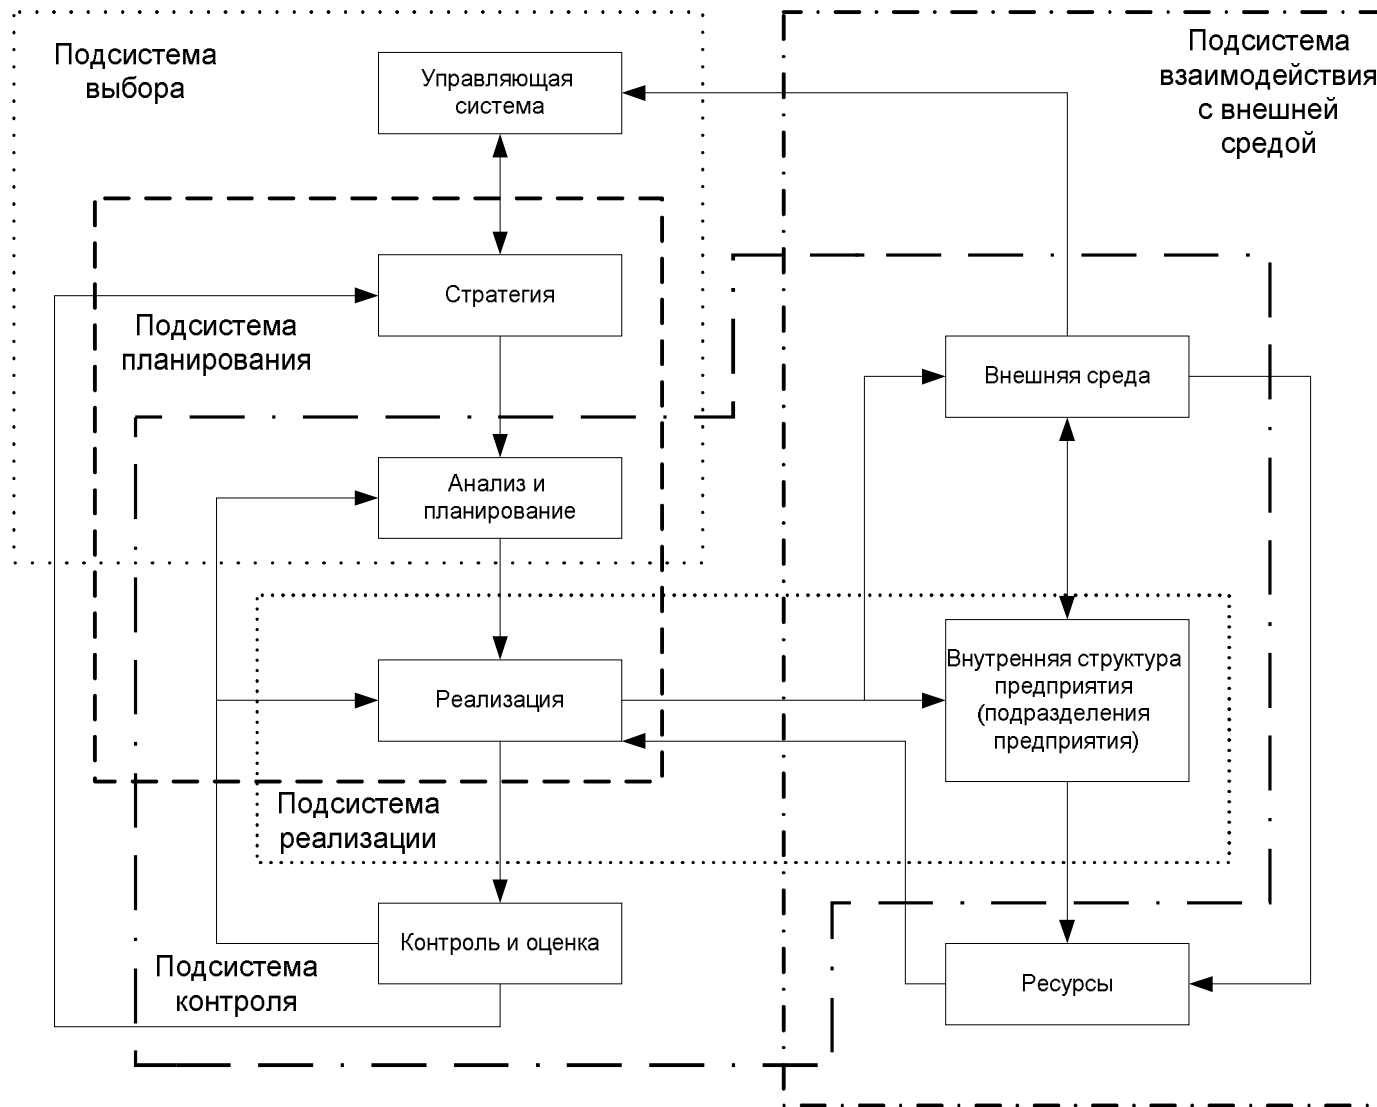 Подсистема
выбора
Управляющая
система
Подсистема
взаимодействия
с внешней
средой
Стратегия
Подсистема
планирования
Внешняя среда
Анализ и
планирование
Реализация
Внутренняя структура
предприятия
(подразделения
предприятия)
Подсистема
реализации
Контроль и оценка
Подсистема
контроля
Ресурсы